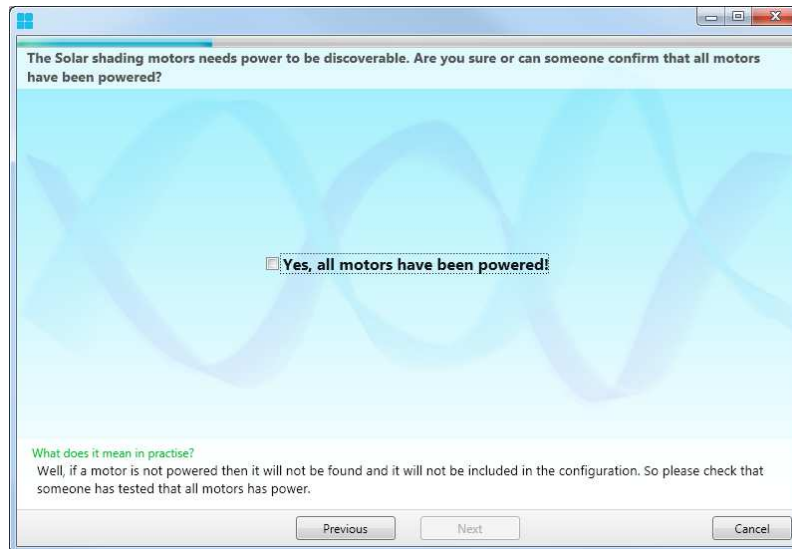 The Solar shading motors needs power to be discoverable. Are you sure or can someone confirm that all motors
have been powered?
Yes, all motors have been powered!
What does it mean in practise?
Well, if a motor is not powered then it will not be found and it will not be included in the configuration. So please check that
someone has tested that all motors has power.
Previous
Next
Cancel